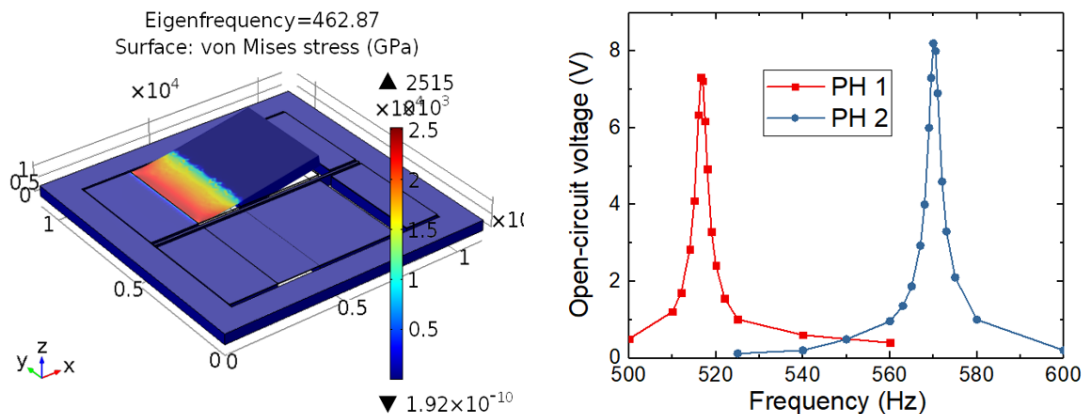 Eigenfrequency=462.87
Surface: von Mises stress (GPa)
▲ 2515
×10⁴
×10³
2.5
2
1.5
1
0.5
▼ 1.92×10⁻¹⁰
1
0.5
0
1
0.5
0
0
0.5
1
y z x
Open-circuit voltage (V)
8
6
4
2
0
PH 1
PH 2
500 520 540 560 580 600
Frequency (Hz)